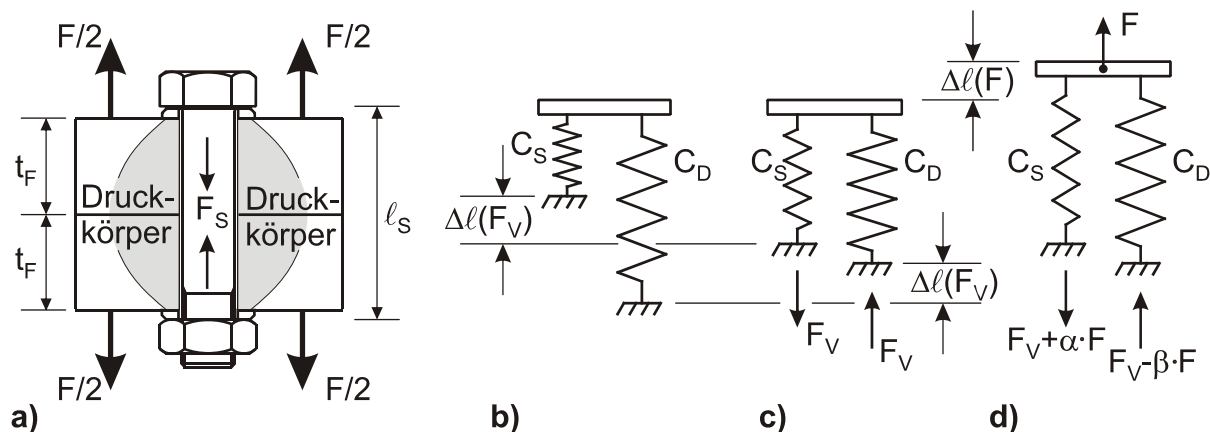 F/2
F/2
t_F
t_F
Druck-
körper
F_S
Druck-
körper
ℓ_S
F/2
F/2
a)
C_S
C_D
Δℓ(F_V)
b)
C_S
C_D
Δℓ(F_V)
F_V
F_V
c)
F
Δℓ(F)
C_S
C_D
F_V+α·F
F_V-β·F
d)